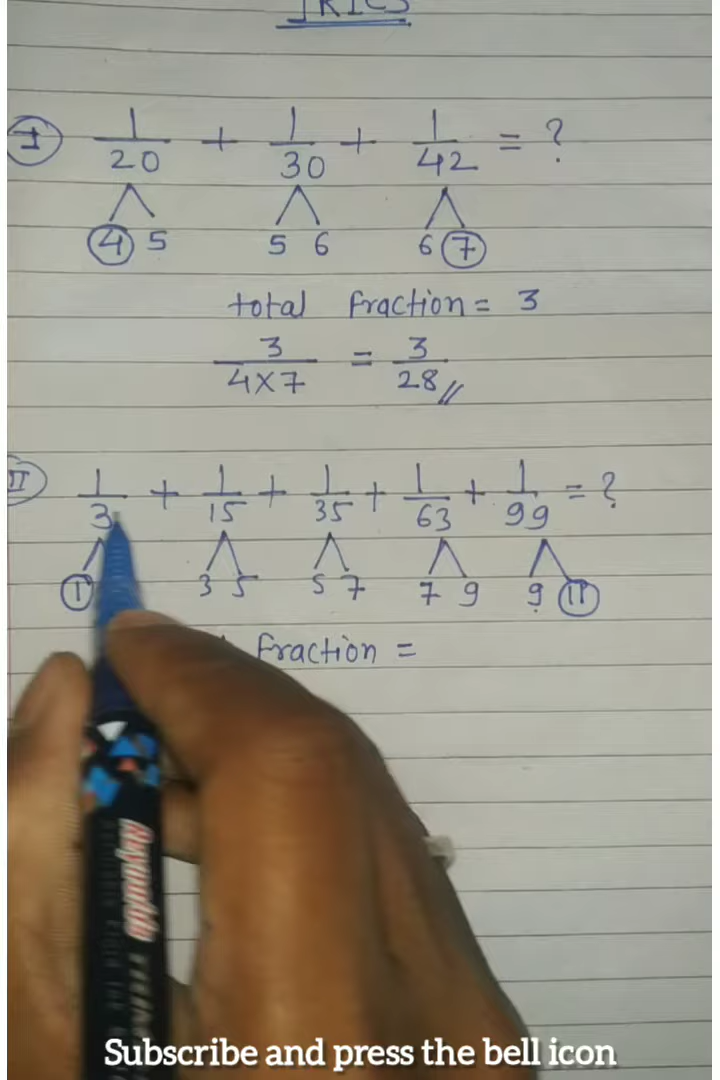 TRICS
I 1/20 + 1/30 + 1/42 = ?
4 5 5 6 6 7
total fraction = 3
3/4×7 = 3/28
II 1/3 + 1/15 + 1/35 + 1/63 + 1/99 = ?
1 3 5 5 7 7 9 9 11
fraction =
Reynolds
Subscribe and press the bell icon